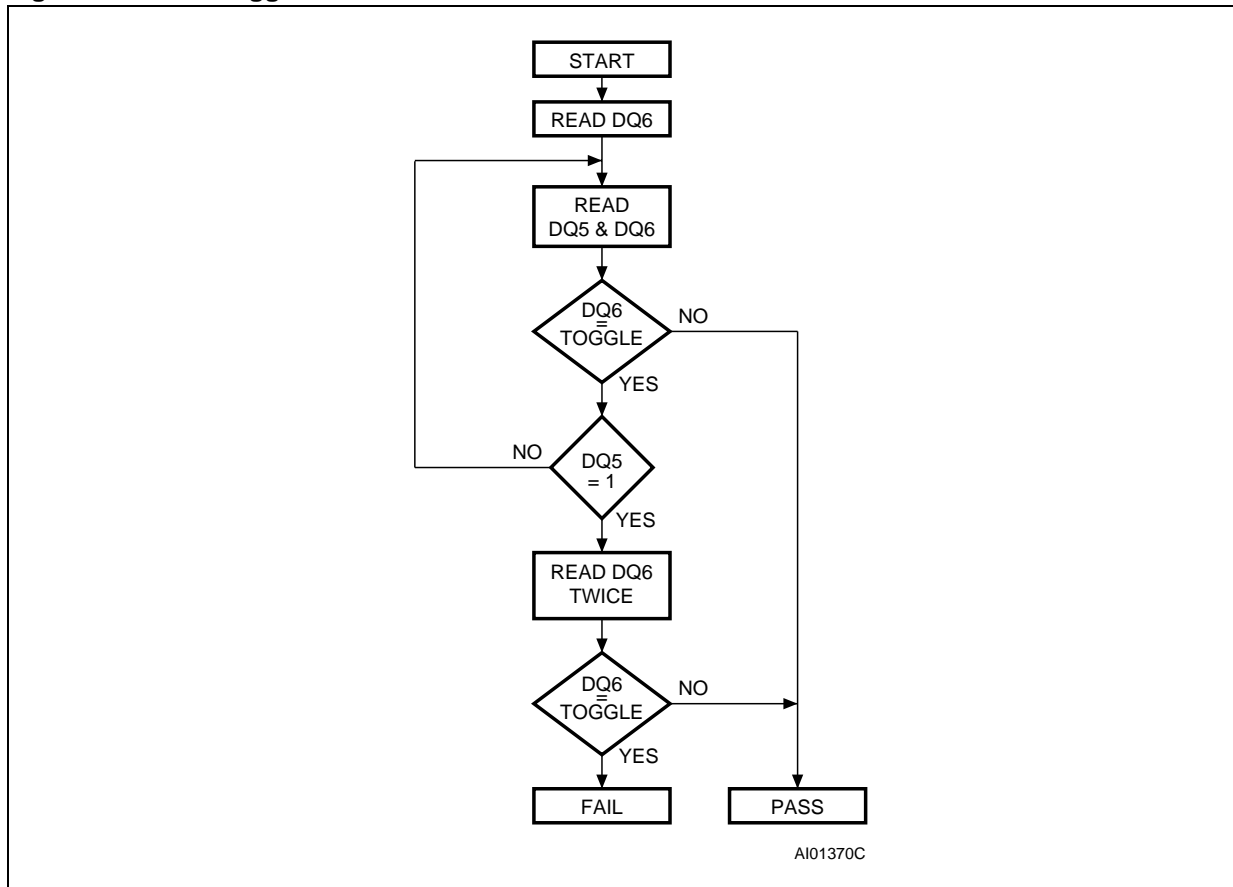 START
READ DQ6
READ
DQ5 & DQ6
DQ6
=
TOGGLE
NO
YES
NO
DQ5
= 1
YES
READ DQ6
TWICE
DQ6
=
TOGGLE
NO
YES
FAIL
PASS
AI01370C